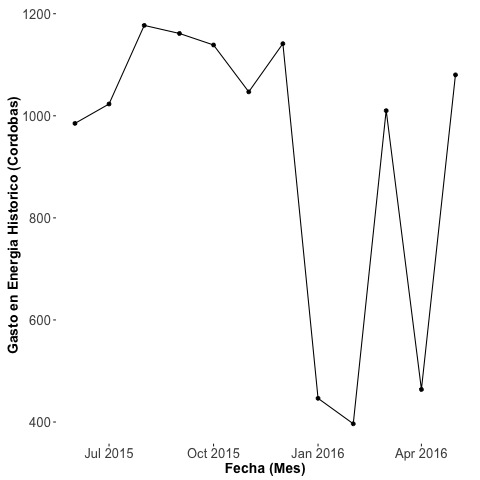 Gasto en Energia Historico (Cordobas)
1200
1000
800
600
400
Jul 2015
Oct 2015
Jan 2016
Apr 2016
Fecha (Mes)